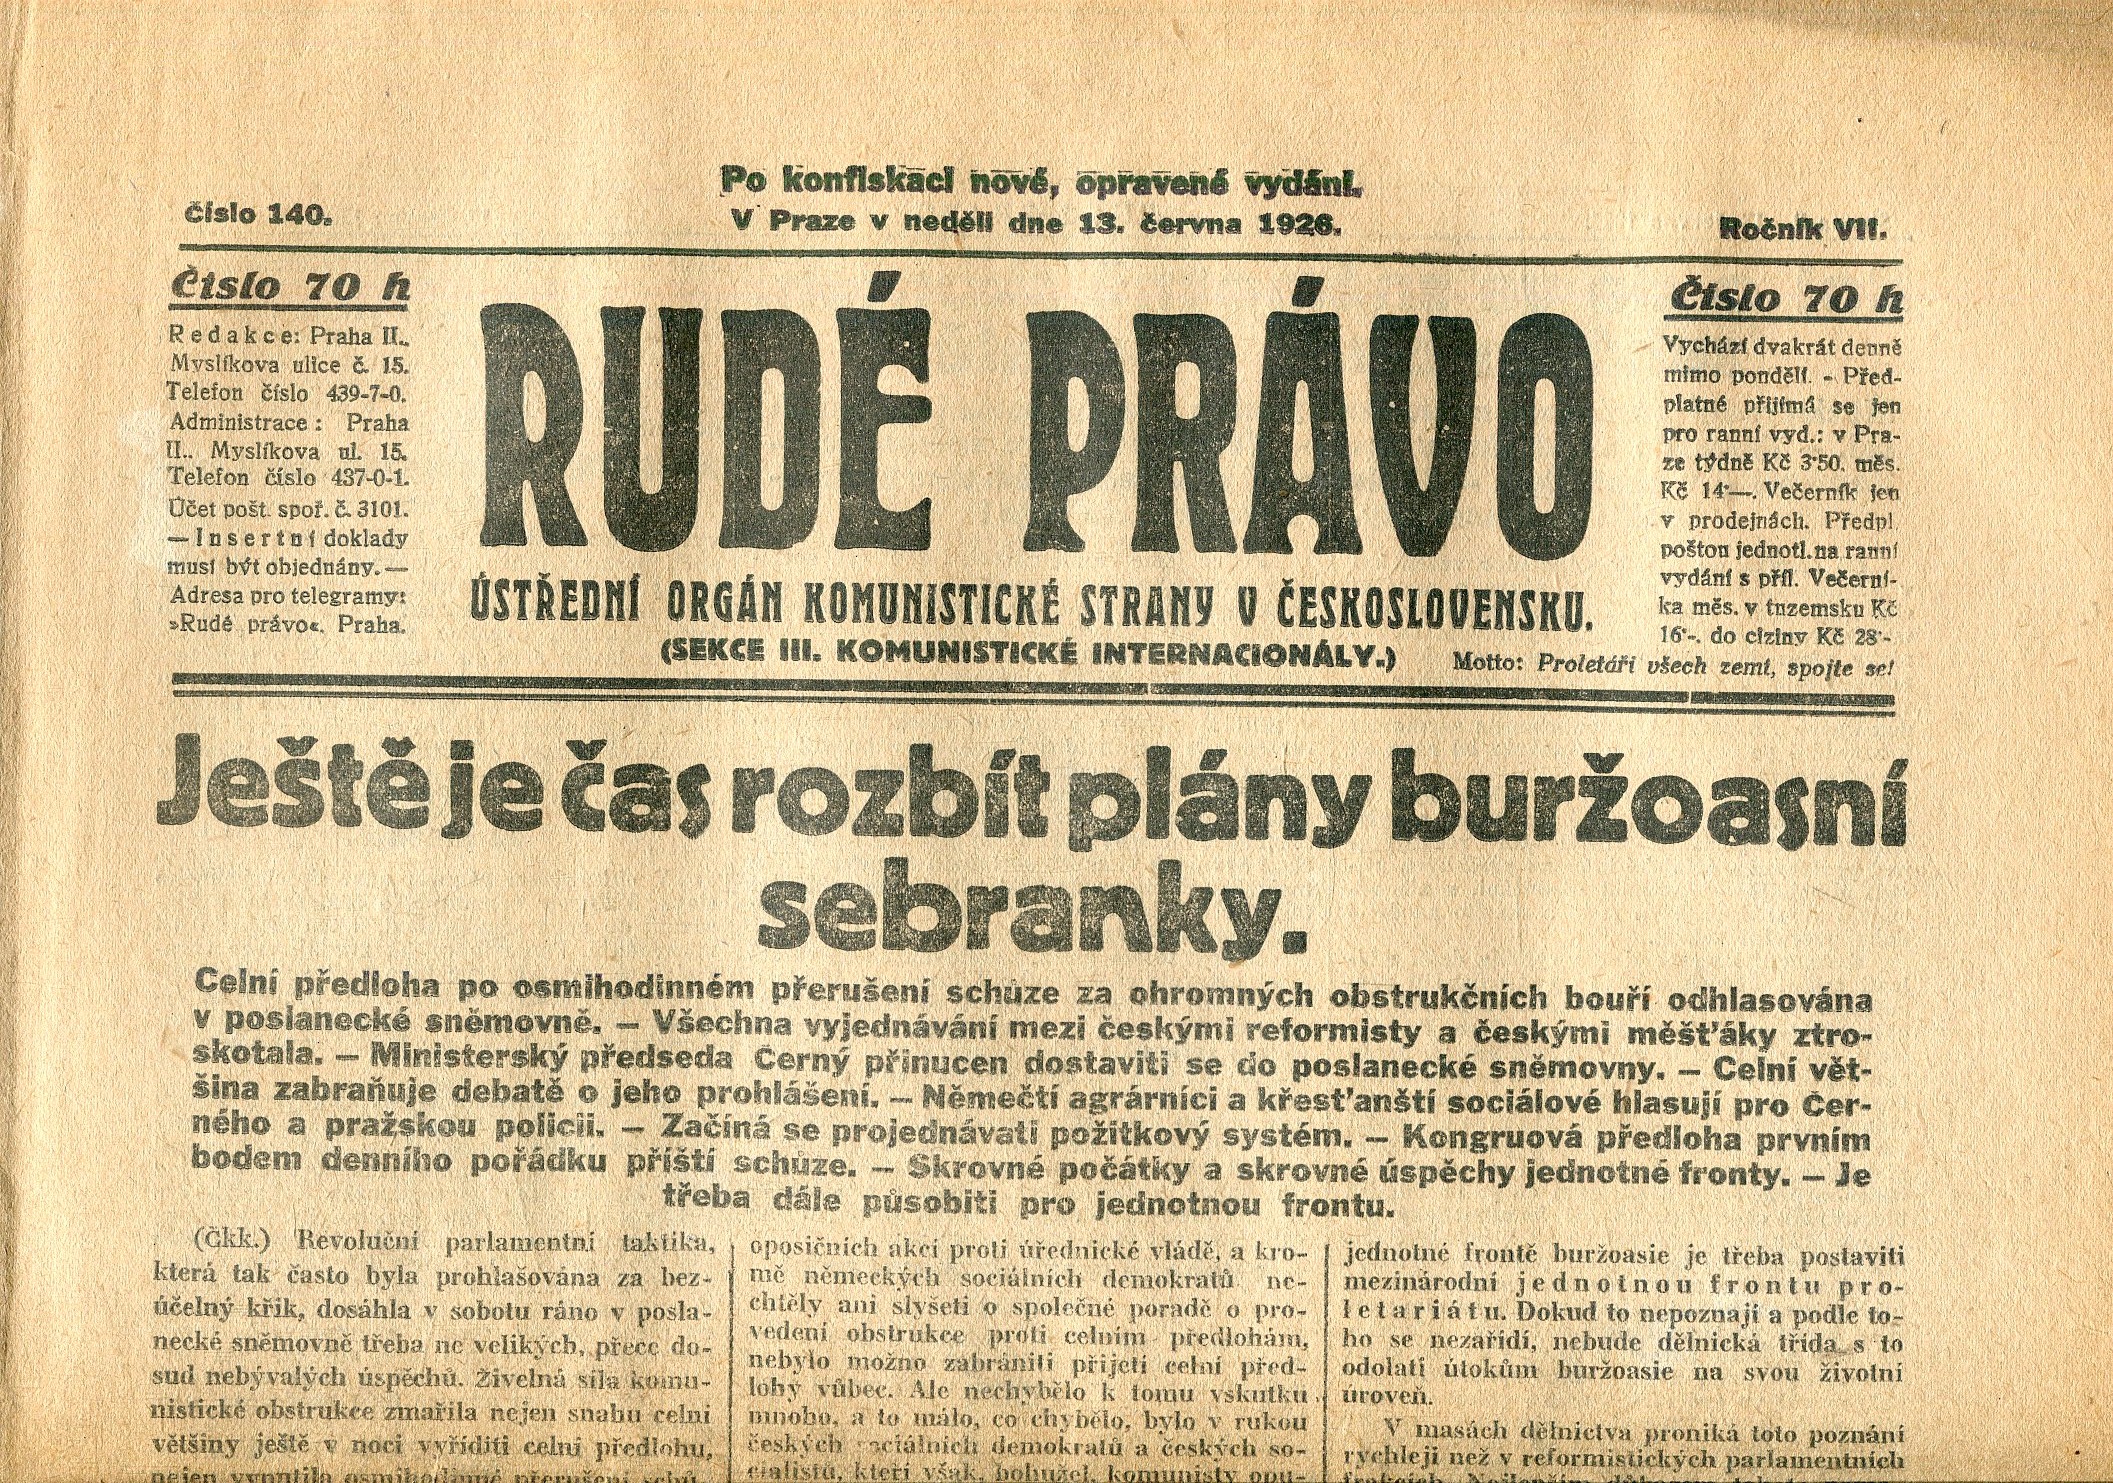 Po konfiskaci nové, opravené vydání.
Číslo 140.
V Praze v neděli dne 13. června 1926.
Ročník VII.
Číslo 70 h
Redakce: Praha II.,
Myslíkova ulice č. 15.
Telefon číslo 439-7-0.
Administrace: Praha
II., Myslíkova ul. 15.
Telefon číslo 437-0-1.
Účet pošt. spoř. č. 3101.
— Insertní doklady
musí být objednány. —
Adresa pro telegramy:
»Rudé právo«, Praha.
RUDÉ PRÁVO
ÚSTŘEDNÍ ORGÁN KOMUNISTICKÉ STRANY V ČESKOSLOVENSKU.
(SEKCE III. KOMUNISTICKÉ INTERNACIONÁLY.)
Číslo 70 h
Vychází dvakrát denně
mimo pondělí. - Před-
platné přijímá se jen
pro ranní vyd.: v Pra-
ze týdně Kč 3·50, měs.
Kč 14·—. Večerník jen
v prodejnách. Předpl.
poštou jednotl. na ranní
vydání s příl. Večerní-
ka měs. v tuzemsku Kč
16·-, do ciziny Kč 28·-
Motto: Proletáři všech zemí, spojte se!
Ještě je čas rozbít plány buržoasní
sebranky.
Celní předloha po osmihodinném přerušení schůze za ohromných obstrukčních bouří odhlasována
v poslanecké sněmovně. — Všechna vyjednávání mezi českými reformisty a českými měšťáky ztro-
skotala. — Ministerský předseda Černý přinucen dostaviti se do poslanecké sněmovny. — Celní vět-
šina zabraňuje debatě o jeho prohlášení. — Němečtí agrárníci a křesťanští sociálové hlasují pro Čer-
ného a pražskou policii. — Začíná se projednávati požitkový systém. — Kongruová předloha prvním
bodem denního pořádku příští schůze. — Skrovné počátky a skrovné úspěchy jednotné fronty. — Je
třeba dále působiti pro jednotnou frontu.
(Čkk.) Revoluční parlamentní taktika,
která tak často byla prohlašována za bez-
účelný křik, dosáhla v sobotu ráno v posla-
necké sněmovně třeba ne velikých, přece do-
sud nebývalých úspěchů. Živelná síla komu-
nistické obstrukce zmařila nejen snahu celní
většiny ještě v noci vyříditi celní předlohu,
nejen vynutila osmihodinné přerušení schů-
oposičních akcí proti úřednické vládě, a kro-
mě německých sociálních demokratů ne-
chtěly ani slyšeti o společné poradě o pro-
vedení obstrukce proti celním předlohám,
nebylo možno zabrániti přijetí celní před-
lohy vůbec. Ale nechybělo k tomu vskutku
mnoho, a to málo, co chybělo, bylo v rukou
českých sociálních demokratů a českých so-
cialistů, kteří však, bohužel, komunisty opu-
jednotné frontě buržoasie je třeba postaviti
mezinárodní jednotnou frontu pro-
letariátu. Dokud to nepoznají a podle to-
ho se nezařídí, nebude dělnická třída s to
odolati útokům buržoasie na svou životní
úroveň.
V masách dělnictva proniká toto poznání
rychleji než v reformistických parlamentních